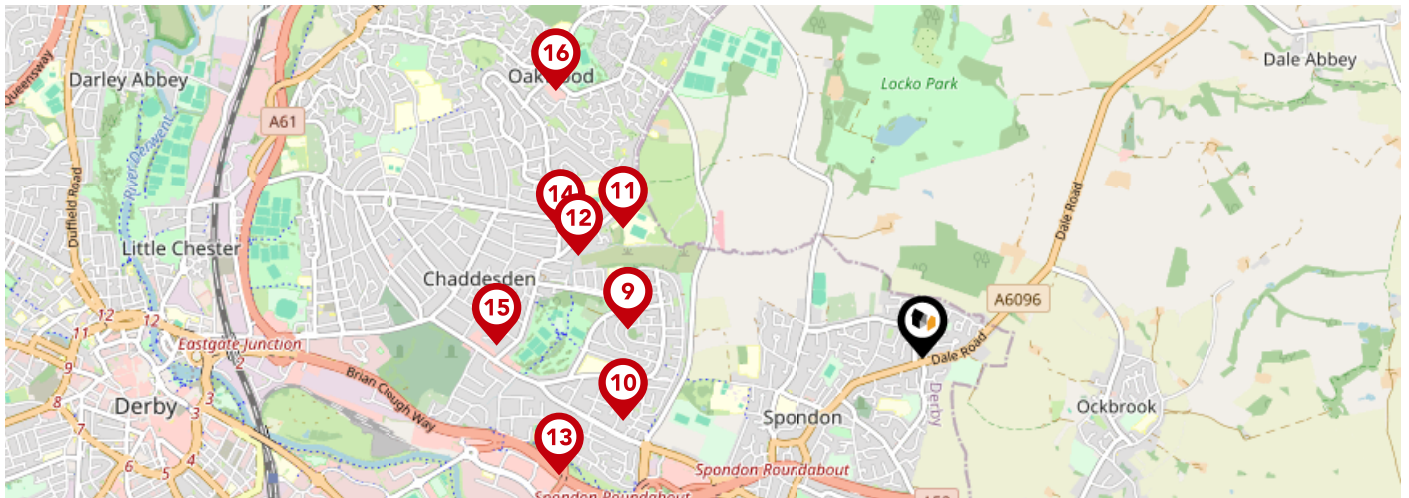 Queensway
Darley Abbey
A61
River Derwent
Duffield Road
Little Chester
16
Oakwood
Locko Park
Dale Abbey
14
11
12
Chaddesden
9
15
Dale Road
A6096
Eastgate Junction
2
12
12
11
9
8
7
6
5
4
3
3
Derby
Brian Clough Way
10
13
Dale Road
Derby
Spondon
Ockbrook
Spondon Roundabout
Spondon Roundabout